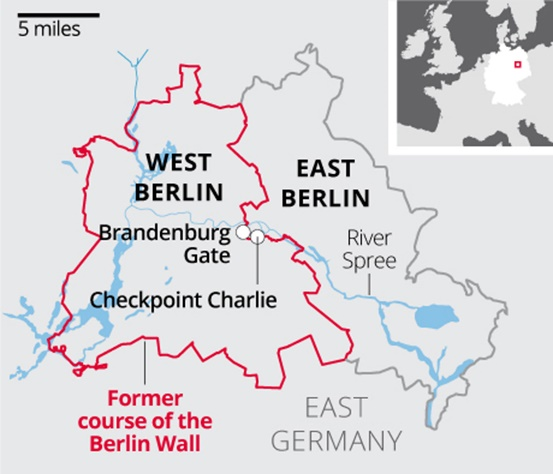 5 miles
WEST
BERLIN
EAST
BERLIN
Brandenburg
Gate
River
Spree
Checkpoint Charlie
Former
course of the
Berlin Wall
EAST
GERMANY